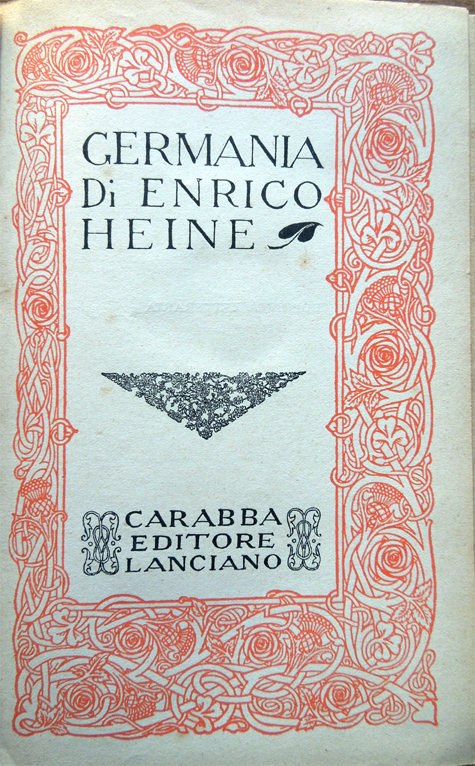 GERMANIA
Di ENRICO
HEINE
CARABBA
EDITORE
LANCIANO